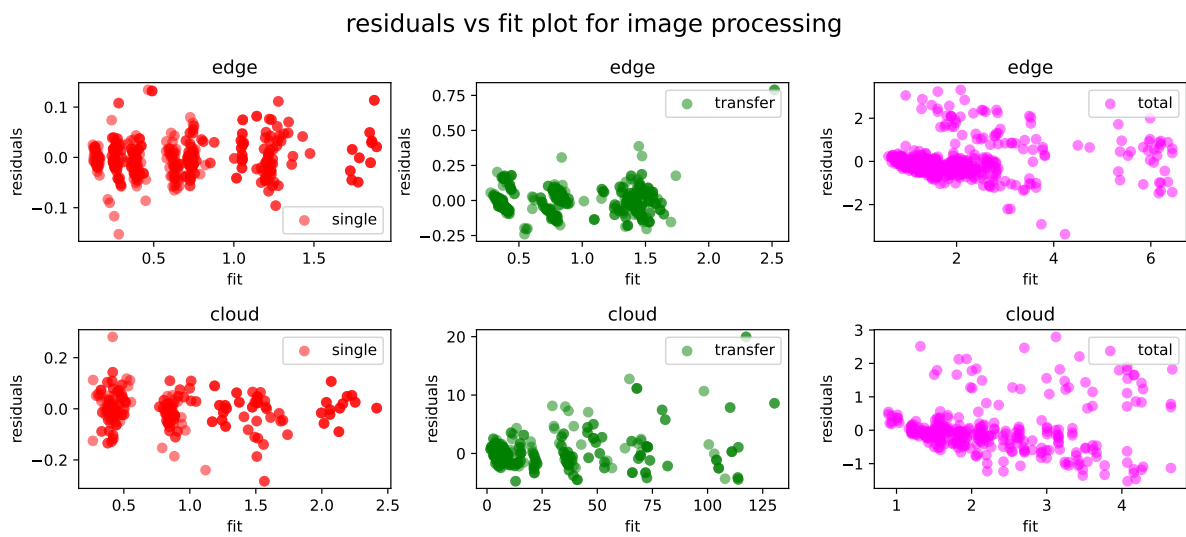 residuals vs fit plot for image processing
edge
edge
edge
residuals
0.1
0.0
−0.1
single
0.5
1.0
1.5
fit
residuals
0.75
0.50
0.25
0.00
−0.25
transfer
0.5
1.0
1.5
2.0
2.5
fit
residuals
2
0
−2
total
2
4
6
fit
cloud
cloud
cloud
residuals
0.2
0.0
−0.2
single
0.5
1.0
1.5
2.0
2.5
fit
residuals
20
10
0
transfer
0
25
50
75
100
125
fit
residuals
3
2
1
0
−1
total
1
2
3
4
fit